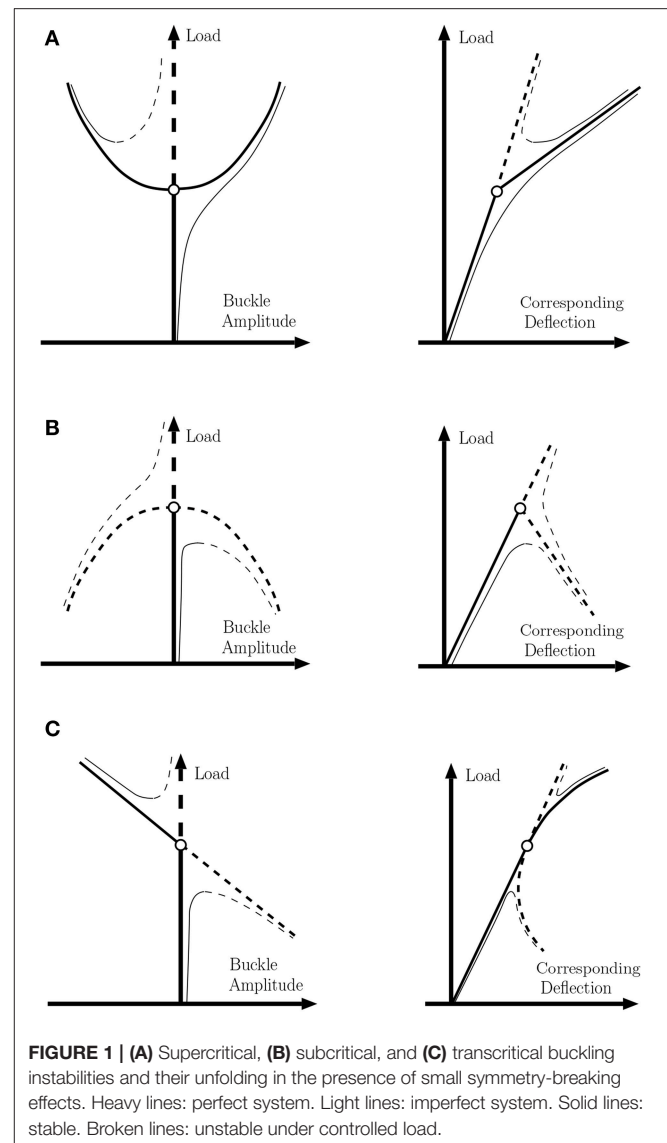 A
Load
Load
Buckle
Amplitude
Corresponding
Deflection
B
Load
Load
Buckle
Amplitude
Corresponding
Deflection
C
Load
Load
Buckle
Amplitude
Corresponding
Deflection
FIGURE 1 | (A) Supercritical, (B) subcritical, and (C) transcritical buckling
instabilities and their unfolding in the presence of small symmetry-breaking
effects. Heavy lines: perfect system. Light lines: imperfect system. Solid lines:
stable. Broken lines: unstable under controlled load.